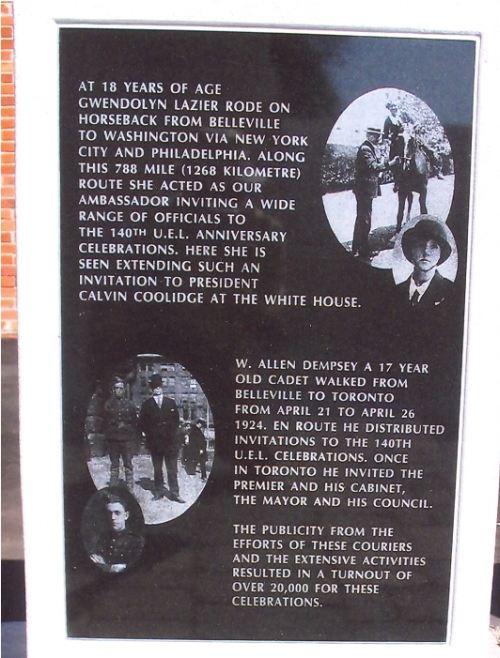 AT 18 YEARS OF AGE
GWENDOLYN LAZIER RODE ON
HORSEBACK FROM BELLEVILLE
TO WASHINGTON VIA NEW YORK
CITY AND PHILADELPHIA. ALONG
THIS 788 MILE (1268 KILOMETRE)
ROUTE SHE ACTED AS OUR
AMBASSADOR INVITING A WIDE
RANGE OF OFFICIALS TO
THE 140TH U.E.L. ANNIVERSARY
CELEBRATIONS. HERE SHE IS
SEEN EXTENDING SUCH AN
INVITATION TO PRESIDENT
CALVIN COOLIDGE AT THE WHITE HOUSE.
W. ALLEN DEMPSEY A 17 YEAR
OLD CADET WALKED FROM
BELLEVILLE TO TORONTO
FROM APRIL 21 TO APRIL 26
1924. EN ROUTE HE DISTRIBUTED
INVITATIONS TO THE 140TH
U.E.L. CELEBRATIONS. ONCE
IN TORONTO HE INVITED THE
PREMIER AND HIS CABINET,
THE MAYOR AND HIS COUNCIL.
THE PUBLICITY FROM THE
EFFORTS OF THESE COURIERS
AND THE EXTENSIVE ACTIVITIES
RESULTED IN A TURNOUT OF
OVER 20,000 FOR THESE
CELEBRATIONS.